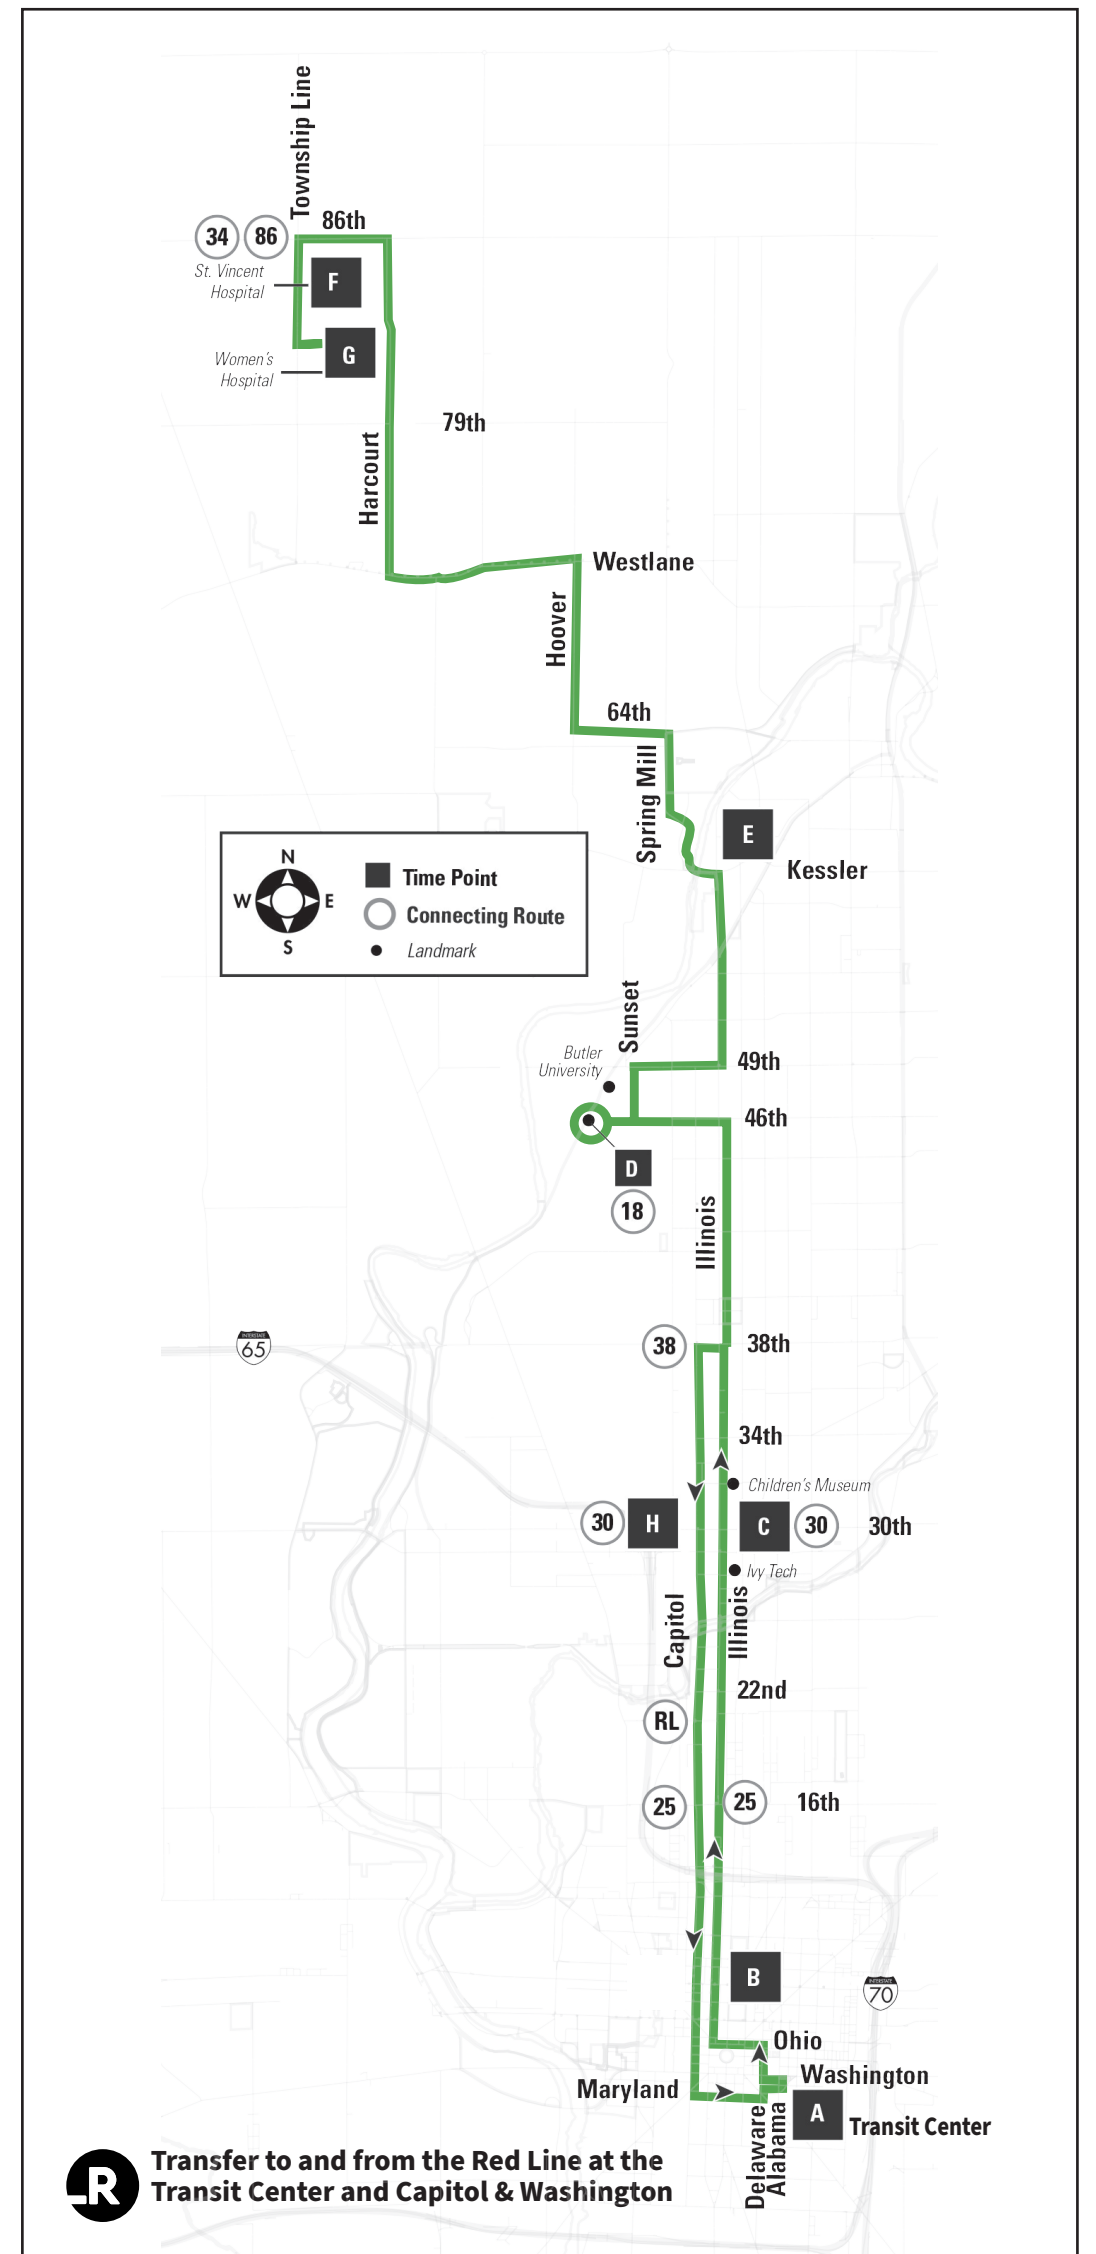 Township Line
86th
34
86
St. Vincent
Hospital
F
G
Women's
Hospital
79th
Harcourt
Westlane
Hoover
64th
Spring Mill
E
Kessler
N
W
E
S
Time Point
Connecting Route
Landmark
Sunset
Butler
University
49th
46th
D
18
Illinois
INTERSTATE
65
38
38th
34th
Children's Museum
30
H
C
30
30th
Ivy Tech
Capitol
Illinois
22nd
RL
25
25
16th
B
INTERSTATE
70
Ohio
Washington
Maryland
A
Transit Center
Delaware
Alabama
R
Transfer to and from the Red Line at the
Transit Center and Capitol & Washington